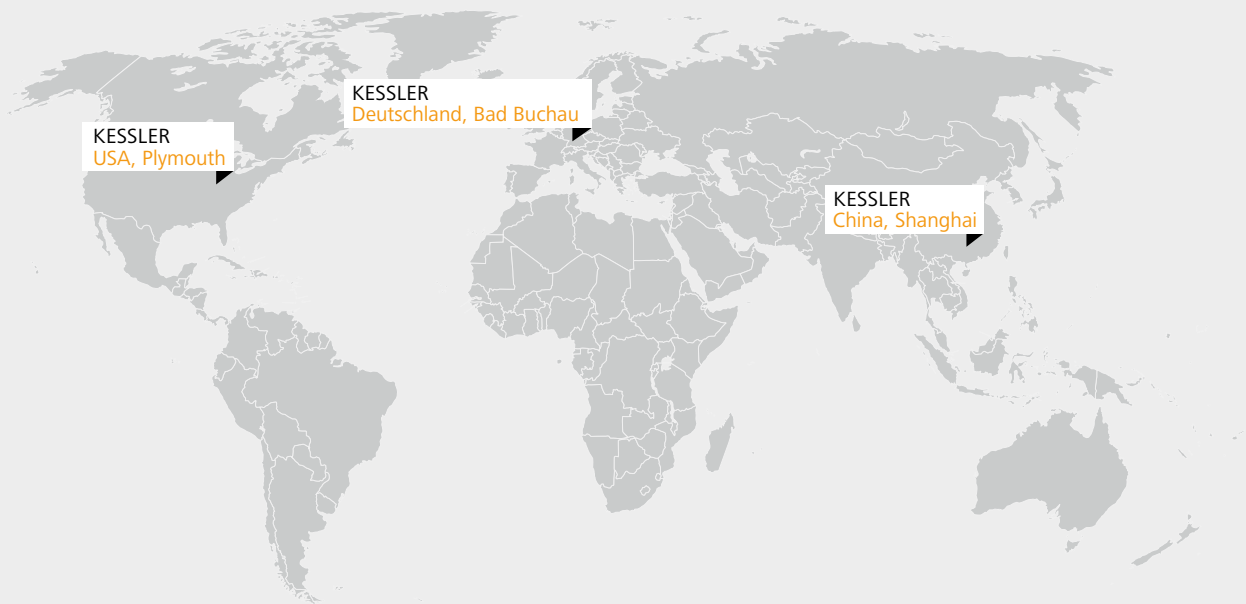 KESSLER
Deutschland, Bad Buchau
KESSLER
USA, Plymouth
KESSLER
China, Shanghai